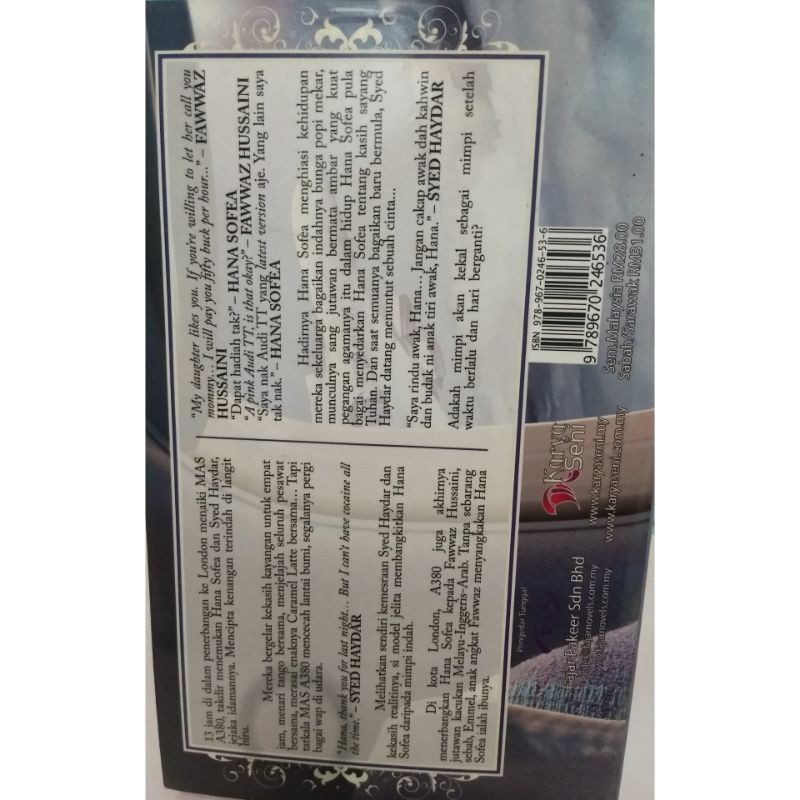 13 jam di dalam penerbangan ke London menaiki MAS
A380, takdir menemukan Hana Sofea dan Syed Haydar,
jejaka idamannya. Mencipta kenangan terindah di langit
biru.
Mereka bergelar kekasih kayangan untuk empat
jam, menari tango bersama, menjelajah seluruh pesawat
bersama, merasai enaknya Caramel Latte bersama... Tapi
tatkala MAS A380 mencecah lantai bumi, segalanya pergi
bagai wap di udara.
"Hana, thank you for last night... But I can't have cocaine all
the time." – SYED HAYDAR
Melihatkan sendiri kemesraan Syed Haydar dan
kekasih realitinya, si model jelita membangkitkan Hana
Sofea daripada mimpi indah.
Di kota London, A380 juga akhirnya
menerbangkan Hana Sofea kepada Fawwaz Hussaini,
jutawan kacukan Melayu-Inggeris-Arab. Tanpa sebarang
sebab, Emmel, anak angkat Fawwaz menyangkakan Hana
Sofea ialah ibunya.
"My daughter likes you. If you're willing to let her call you
mommy... I will pay you fifty buck per hour..." – FAWWAZ
HUSSAINI
"Dapat hadiah tak?" – HANA SOFEA
"A pink Audi TT, is that okay?" – FAWWAZ HUSSAINI
"Saya nak Audi TT yang latest version aje. Yang lain saya
tak nak." – HANA SOFEA
Hadirnya Hana Sofea menghiasi kehidupan
mereka sekeluarga bagaikan indahnya bunga popi mekar,
munculnya sang jutawan bermata ambar yang kuat
pegangan agamanya itu dalam hidup Hana Sofea pula
bagai menyedarkan Hana Sofea tentang kasih sayang
Tuhan. Dan saat semuanya bagaikan baru bermula, Syed
Haydar datang menuntut sebuah cinta...
"Saya rindu awak, Hana... Jangan cakap awak dah kahwin
dan budak ni anak tiri awak, Hana." – SYED HAYDAR
Adakah mimpi akan kekal sebagai mimpi setelah
waktu berlalu dan hari berganti?
Pengedar Tunggal
Fajar Pakeer Sdn Bhd
Karya
Seni
www.karyaseni.my
www.karyaseni.com.my
ISBN 978-967-0246-53-6
9 789670 246536
Sem.Malaysia RM28.00
Sabah/Sarawak RM31.00